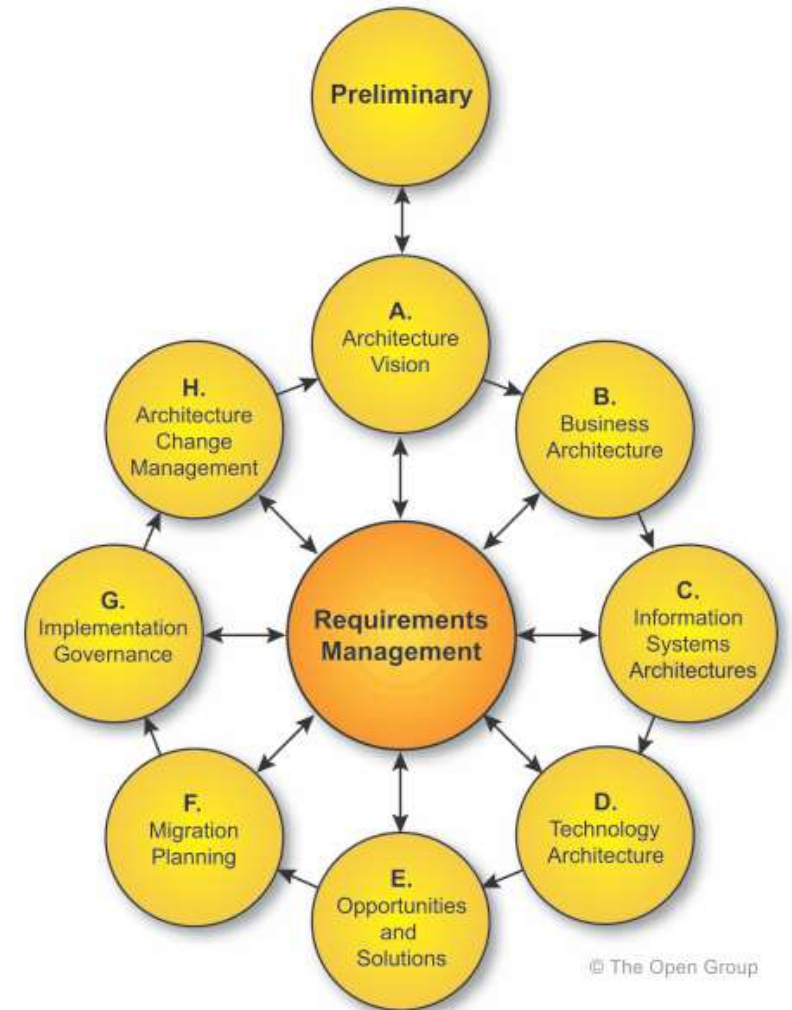 Preliminary
A.
Architecture
Vision
B.
Business
Architecture
C.
Information
Systems
Architectures
D.
Technology
Architecture
E.
Opportunities
and
Solutions
F.
Migration
Planning
G.
Implementation
Governance
H.
Architecture
Change
Management
Requirements
Management
© The Open Group